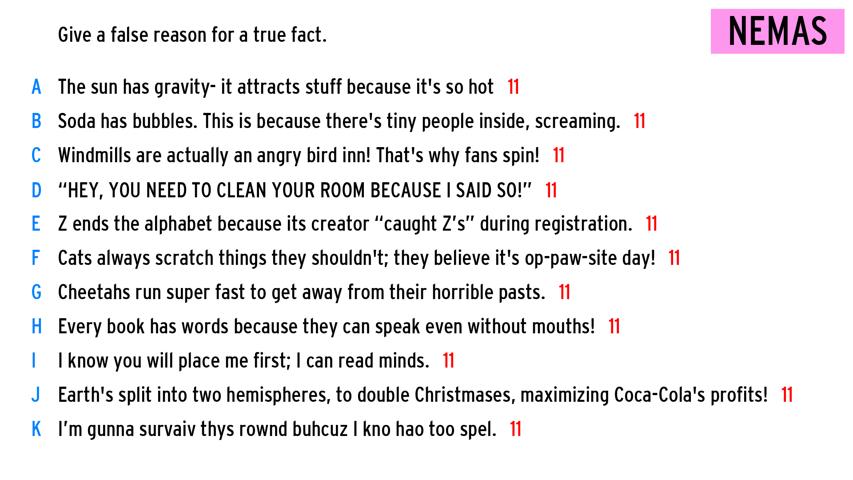 Give a false reason for a true fact.
NEMAS
A The sun has gravity- it attracts stuff because it's so hot 11
B Soda has bubbles. This is because there's tiny people inside, screaming. 11
C Windmills are actually an angry bird inn! That's why fans spin! 11
D “HEY, YOU NEED TO CLEAN YOUR ROOM BECAUSE I SAID SO!” 11
E Z ends the alphabet because its creator “caught Z’s” during registration. 11
F Cats always scratch things they shouldn't; they believe it's op-paw-site day! 11
G Cheetahs run super fast to get away from their horrible pasts. 11
H Every book has words because they can speak even without mouths! 11
I I know you will place me first; I can read minds. 11
J Earth's split into two hemispheres, to double Christmases, maximizing Coca-Cola's profits! 11
K I’m gunna survaiv thys rownd buhcuz I kno hao too spel. 11